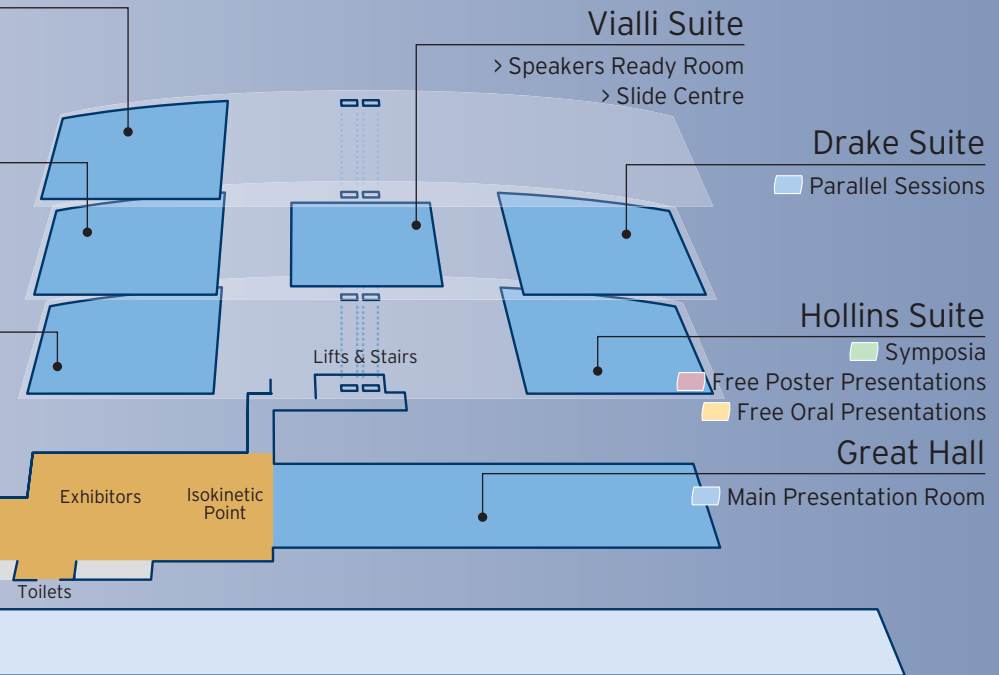 Vialli Suite
> Speakers Ready Room
> Slide Centre
Drake Suite
Parallel Sessions
Hollins Suite
Symposia
Free Poster Presentations
Free Oral Presentations
Lifts & Stairs
Great Hall
Main Presentation Room
Exhibitors
Isokinetic
Point
Toilets